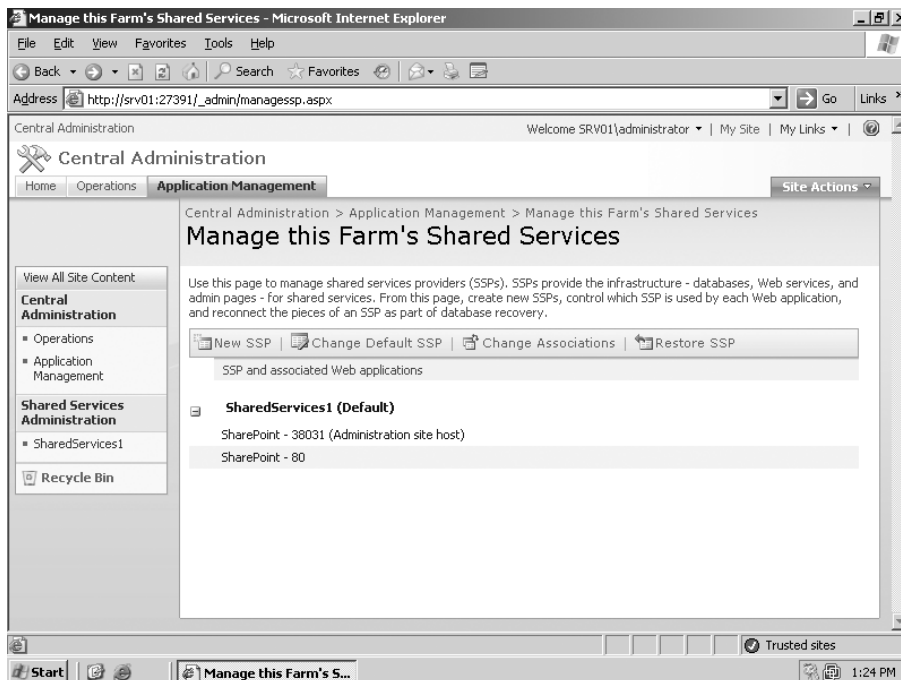 Manage this Farm's Shared Services - Microsoft Internet Explorer
File Edit View Favorites Tools Help
Back Search Favorites
Address http://srv01:27391/_admin/managessp.aspx Go Links
Central Administration Welcome SRV01\administrator | My Site | My Links |
Central Administration
Home Operations Application Management Site Actions
Central Administration > Application Management > Manage this Farm's Shared Services
Manage this Farm's Shared Services
View All Site Content
Central
Administration
Operations
Application
Management
Shared Services
Administration
SharedServices1
Recycle Bin
Use this page to manage shared services providers (SSPs). SSPs provide the infrastructure - databases, Web services, and
admin pages - for shared services. From this page, create new SSPs, control which SSP is used by each Web application,
and reconnect the pieces of an SSP as part of database recovery.
New SSP | Change Default SSP | Change Associations | Restore SSP
SSP and associated Web applications
SharedServices1 (Default)
SharePoint - 38031 (Administration site host)
SharePoint - 80
Trusted sites
Start Manage this Farm's S... 1:24 PM